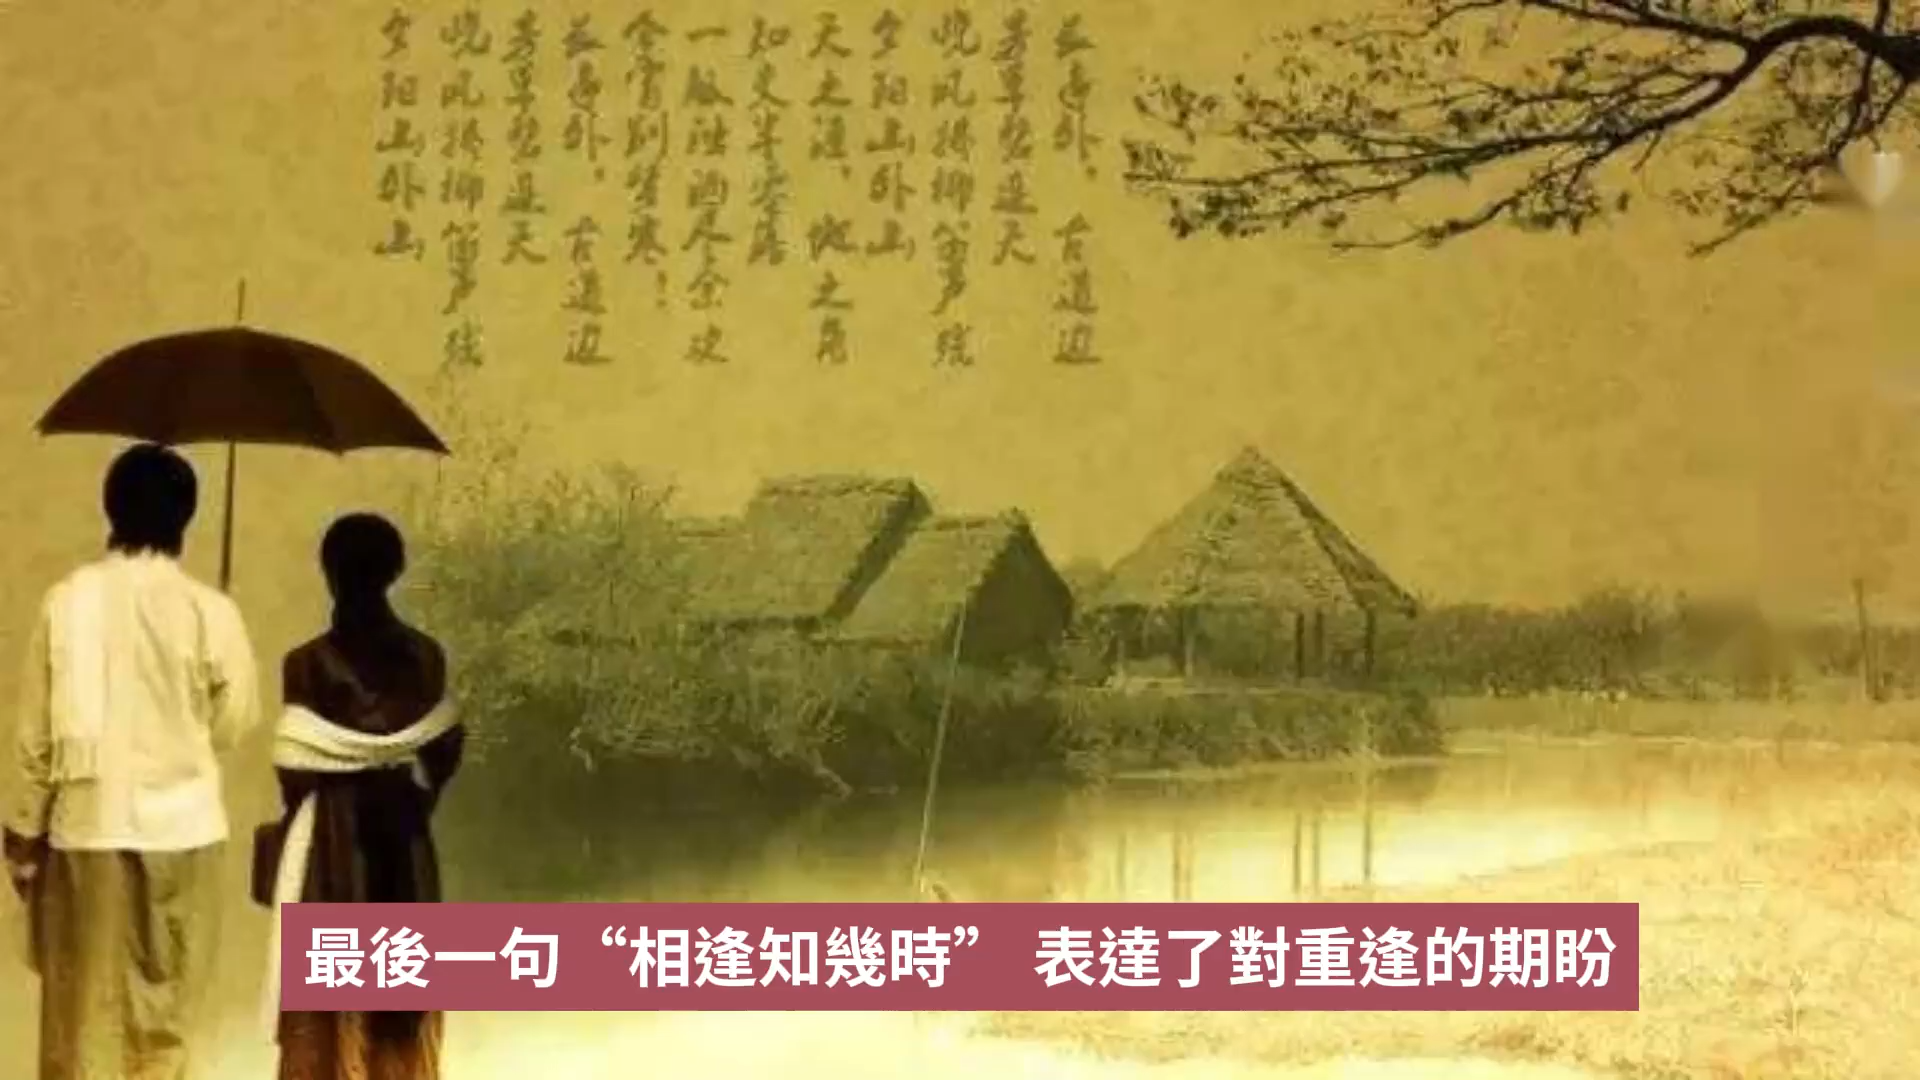 长亭外，古道边
芳草碧连天
晚风拂柳笛声残
夕阳山外山
天之涯，地之角
知交半零落
一瓢浊酒尽余欢
今宵别梦寒！
长亭外，古道边
芳草碧连天
晚风拂柳笛声残
夕阳山外山
最後一句“相逢知幾時” 表達了對重逢的期盼